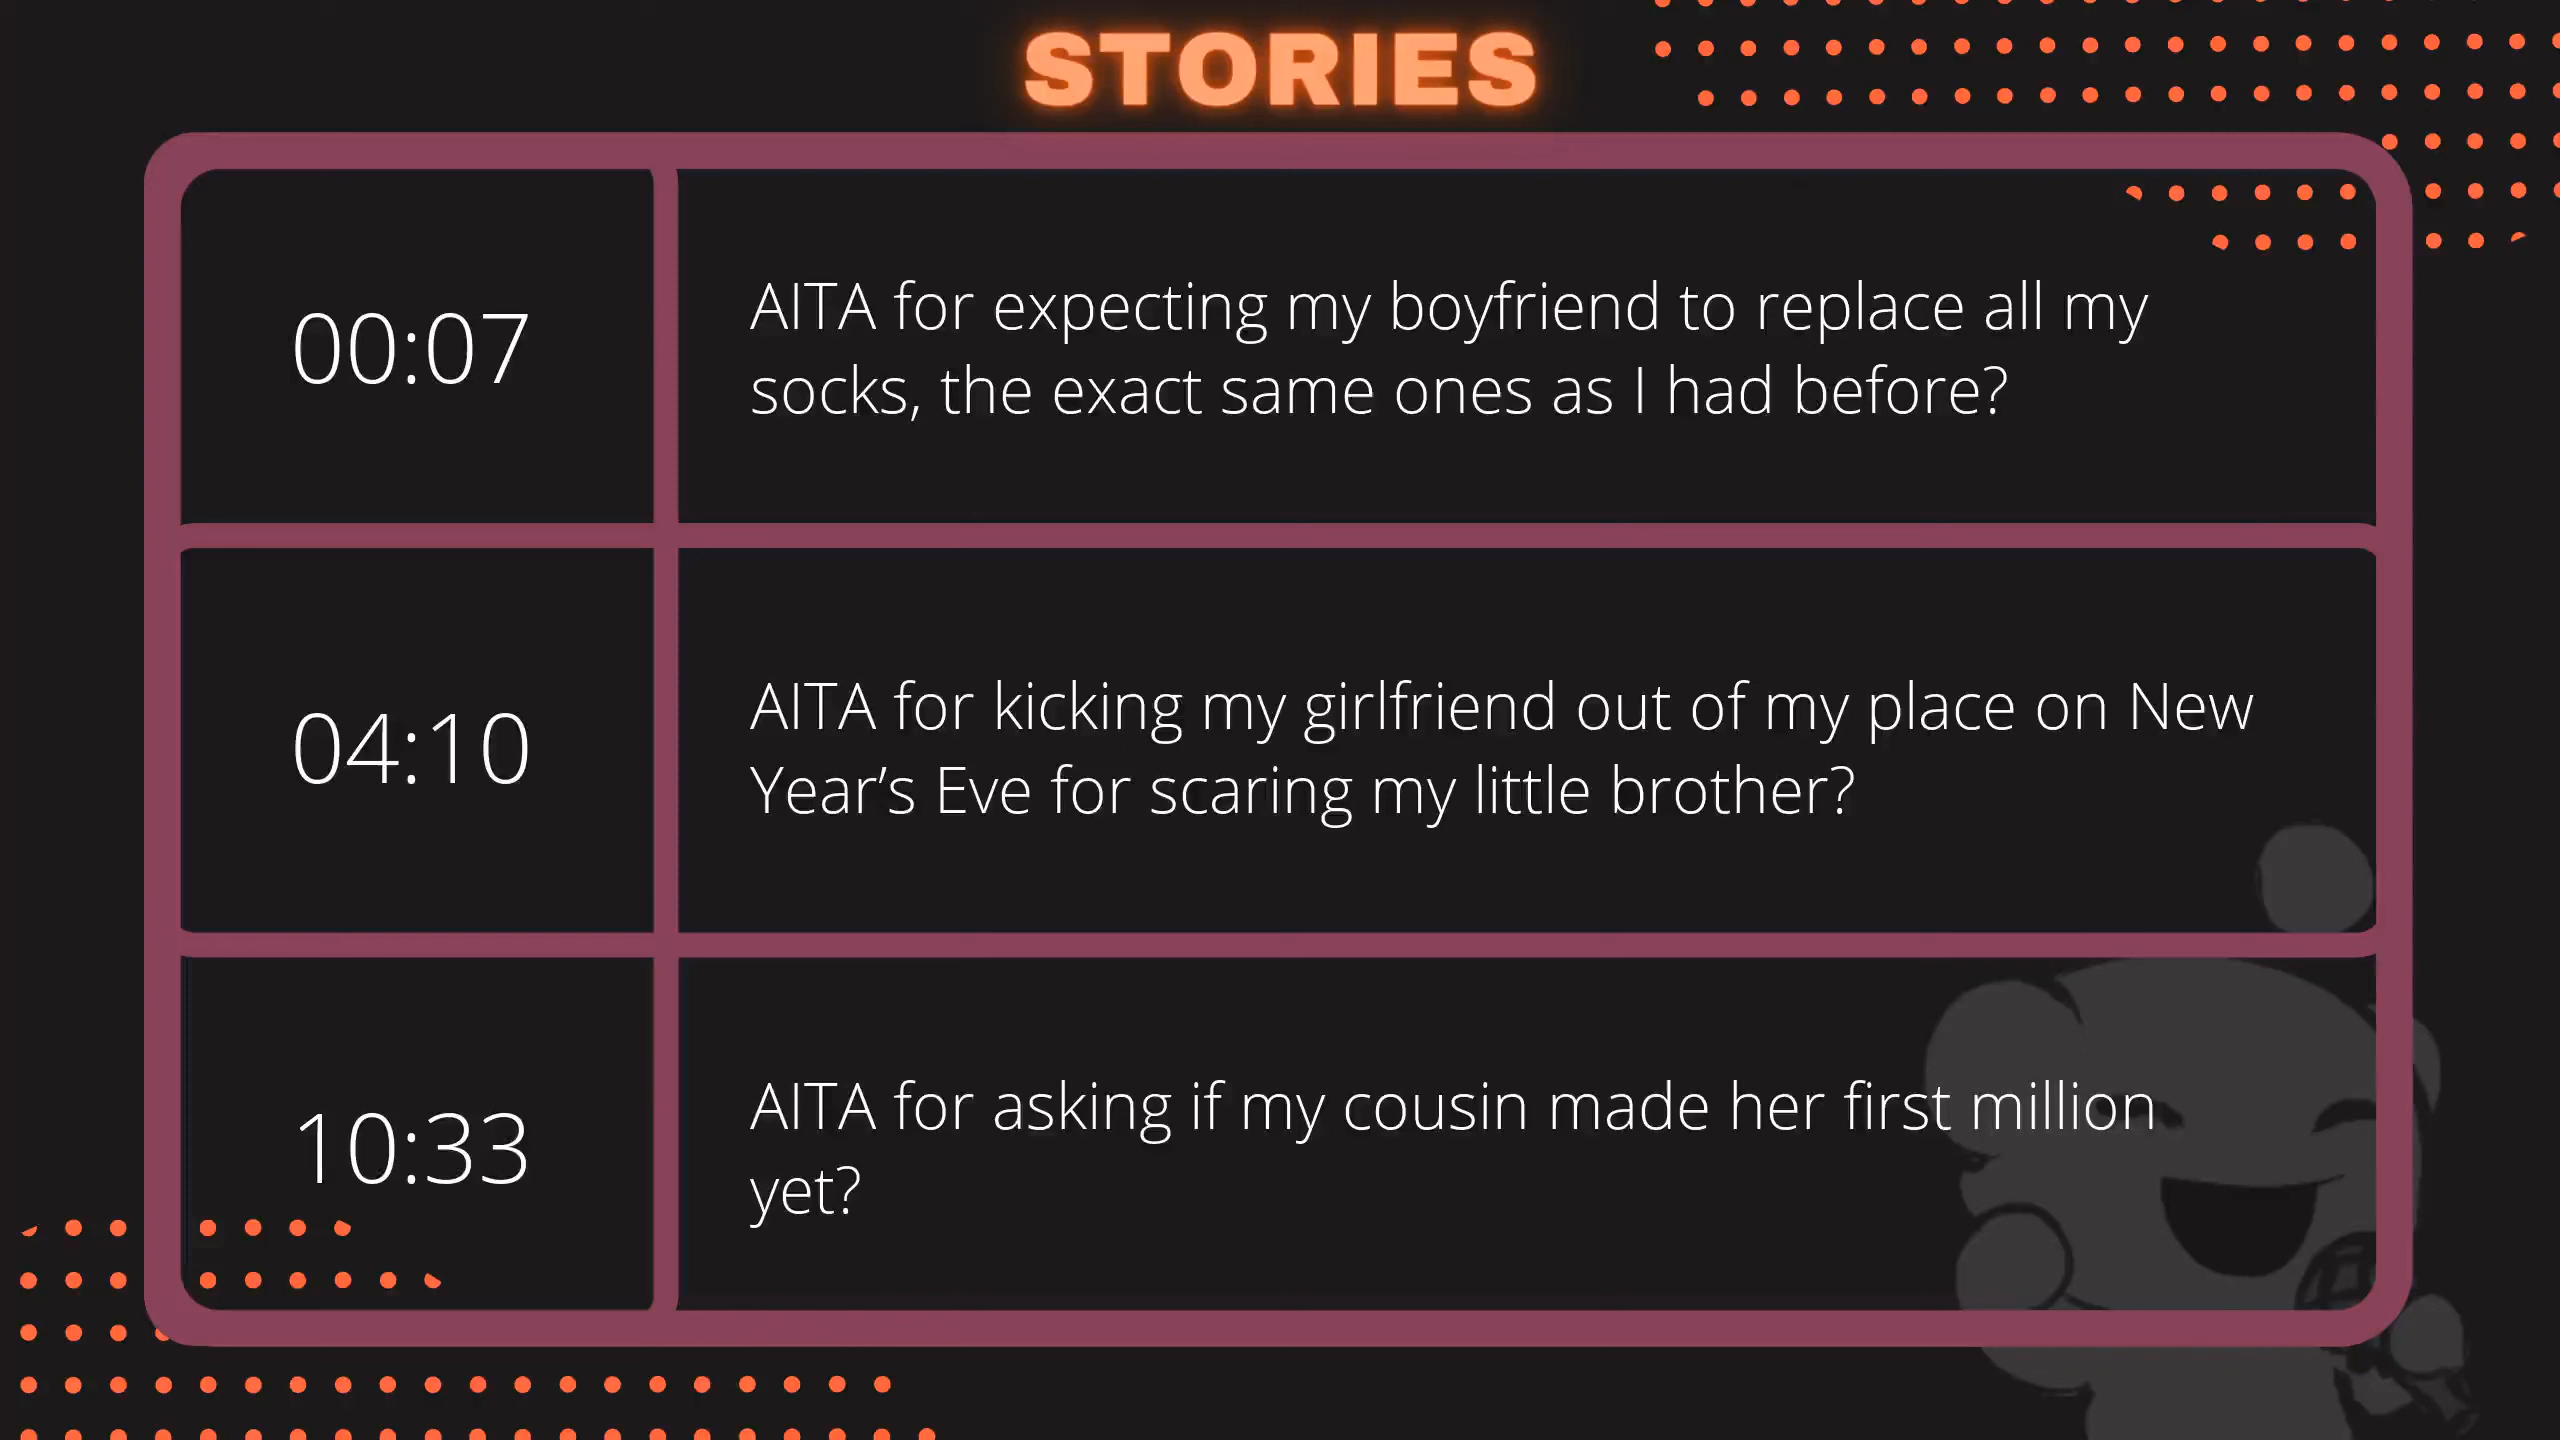 STORIES
00:07
AITA for expecting my boyfriend to replace all my
socks, the exact same ones as I had before?
04:10
AITA for kicking my girlfriend out of my place on New
Year’s Eve for scaring my little brother?
10:33
AITA for asking if my cousin made her first million
yet?